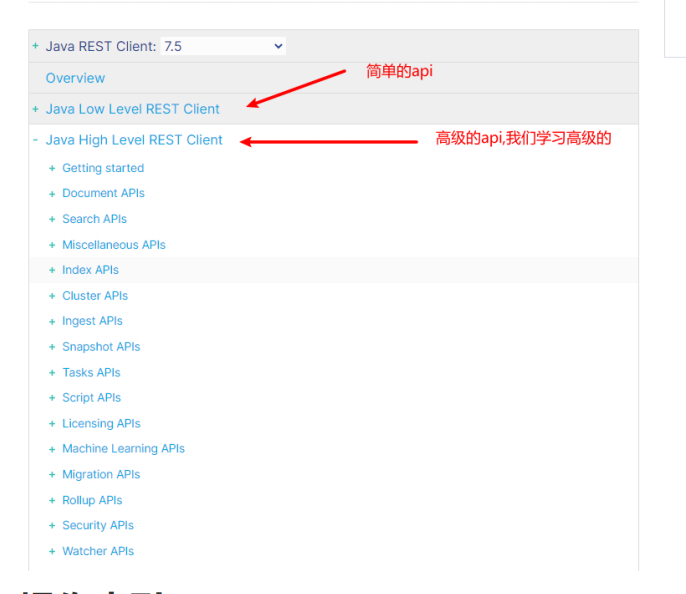 + Java REST Client: 7.5
简单的api
Overview
+ Java Low Level REST Client
- Java High Level REST Client
高级的api,我们学习高级的
+ Getting started
+ Document APIs
+ Search APIs
+ Miscellaneous APIs
+ Index APIs
+ Cluster APIs
+ Ingest APIs
+ Snapshot APIs
+ Tasks APIs
+ Script APIs
+ Licensing APIs
+ Machine Learning APIs
+ Migration APIs
+ Rollup APIs
+ Security APIs
+ Watcher APIs